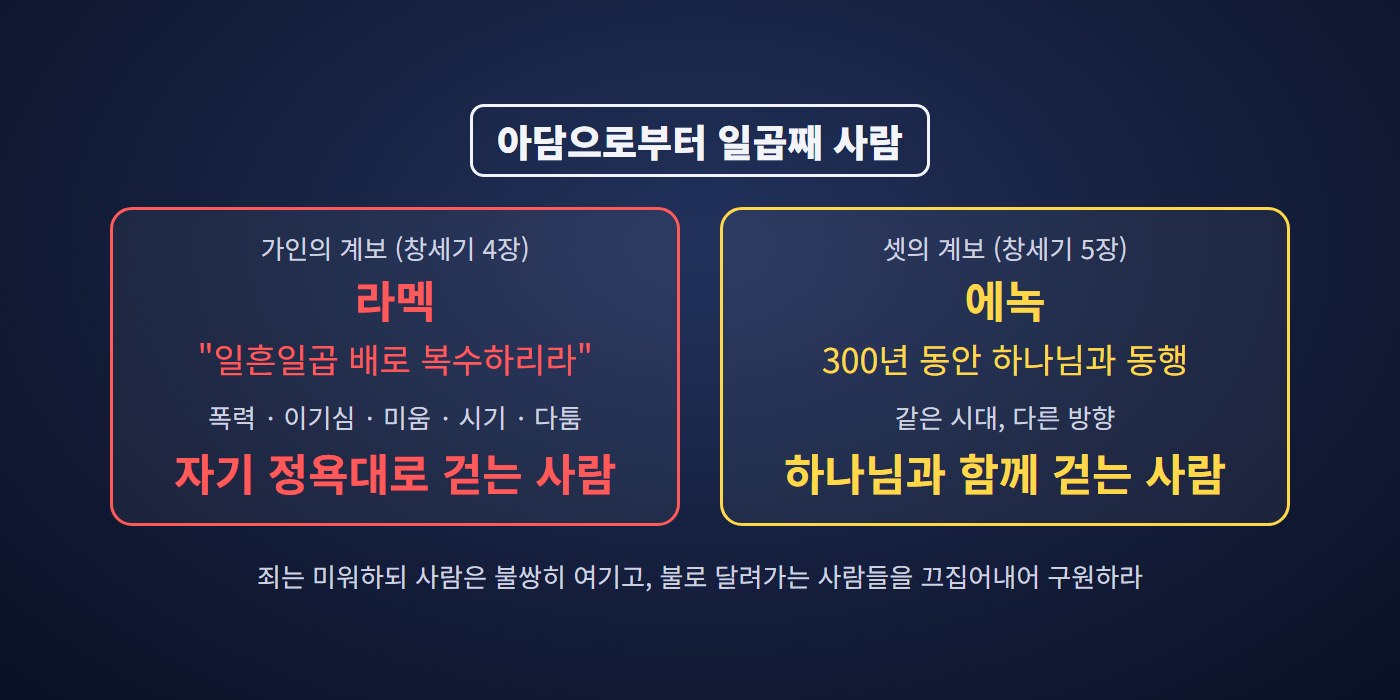 아담으로부터 일곱째 사람
가인의 계보 (창세기 4장)
라멕
"일흔일곱 배로 복수하리라"
폭력 · 이기심 · 미움 · 시기 · 다툼
자기 정욕대로 걷는 사람
셋의 계보 (창세기 5장)
에녹
300년 동안 하나님과 동행
같은 시대, 다른 방향
하나님과 함께 걷는 사람
죄는 미워하되 사람은 불쌍히 여기고, 불로 달려가는 사람들을 끄집어내어 구원하라